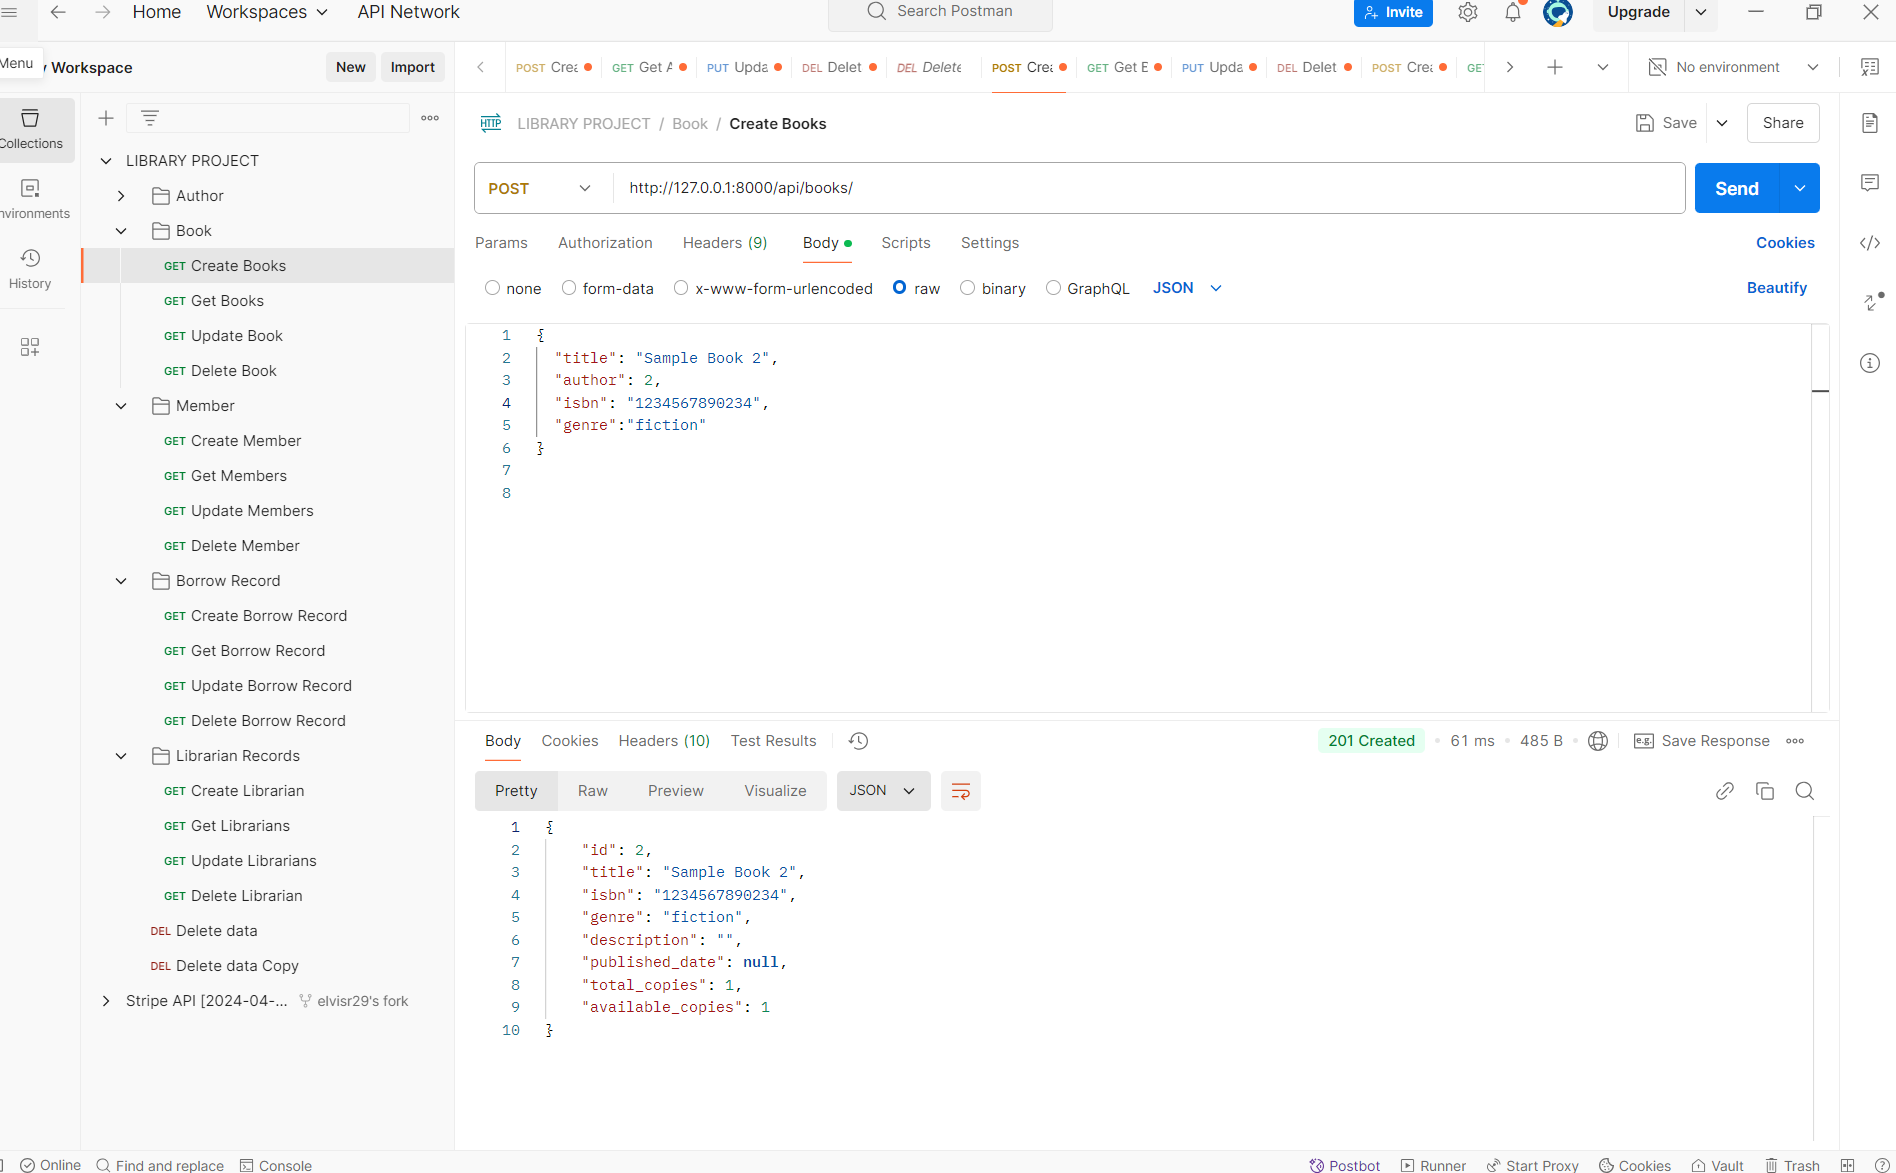 Home Workspaces API Network Search Postman Invite Upgrade
Menu Workspace New Import POST Crea GET Get A PUT Upda DEL Delet DEL Delete POST Crea GET Get B PUT Upda DEL Delet POST Crea GET No environment
Collections
LIBRARY PROJECT / Book / Create Books Save Share
LIBRARY PROJECT
Author
Book
GET Create Books
GET Get Books
GET Update Book
GET Delete Book
Member
GET Create Member
GET Get Members
GET Update Members
GET Delete Member
Borrow Record
GET Create Borrow Record
GET Get Borrow Record
GET Update Borrow Record
GET Delete Borrow Record
Librarian Records
GET Create Librarian
GET Get Librarians
GET Update Librarians
GET Delete Librarian
DEL Delete data
DEL Delete data Copy
Stripe API [2024-04-... elvisr29's fork
nvironments
History
POST http://127.0.0.1:8000/api/books/ Send
Params Authorization Headers (9) Body Scripts Settings Cookies
none form-data x-www-form-urlencoded raw binary GraphQL JSON Beautify
1 {
2 "title": "Sample Book 2",
3 "author": 2,
4 "isbn": "1234567890234",
5 "genre":"fiction"
6 }
7
8
Body Cookies Headers (10) Test Results 201 Created 61 ms 485 B e.g. Save Response
Pretty Raw Preview Visualize JSON
1 {
2 "id": 2,
3 "title": "Sample Book 2",
4 "isbn": "1234567890234",
5 "genre": "fiction",
6 "description": "",
7 "published_date": null,
8 "total_copies": 1,
9 "available_copies": 1
10 }
Online Find and replace Console Postbot Runner Start Proxy Cookies Vault Trash